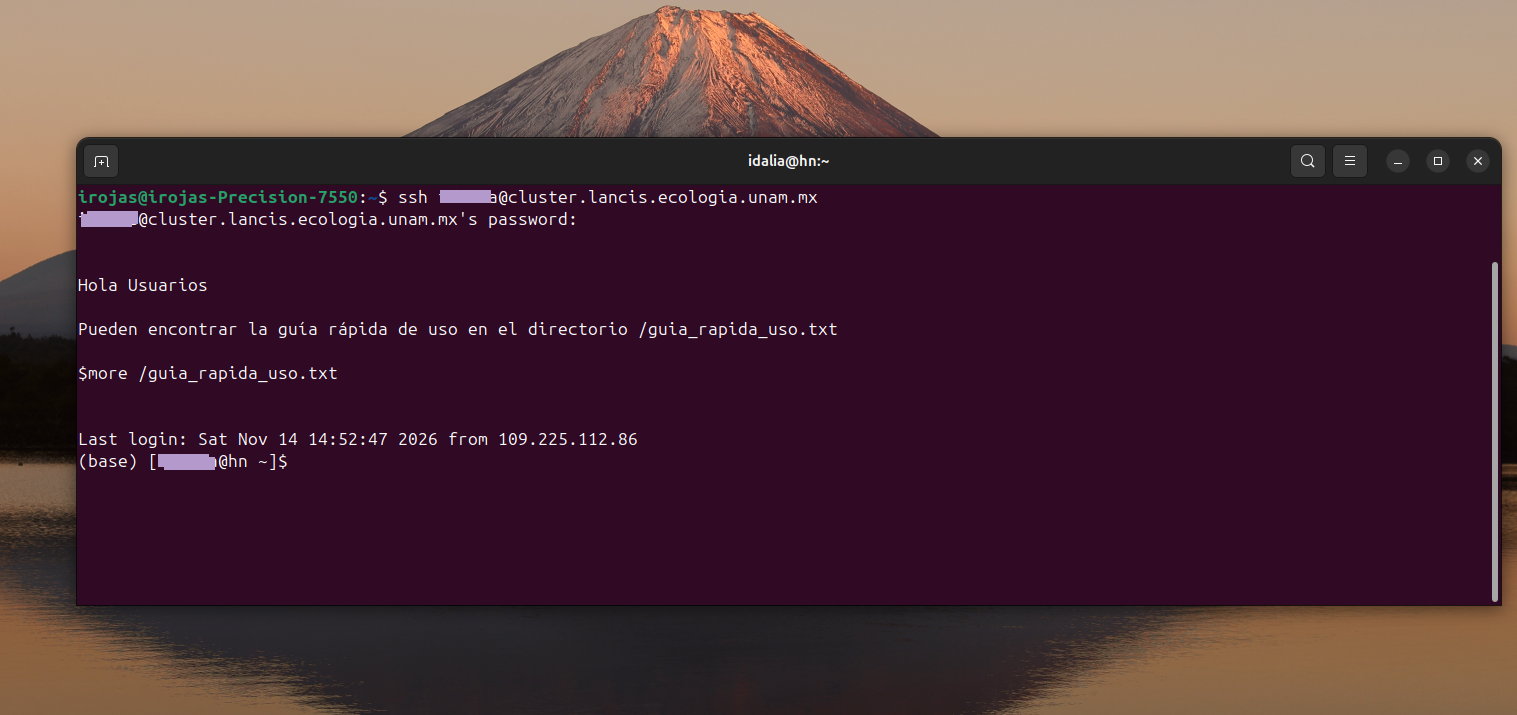 idalia@hn:~
irojas@irojas-Precision-7550:~$ ssh @cluster.lancis.ecologia.unam.mx
@cluster.lancis.ecologia.unam.mx's password:
Hola Usuarios
Pueden encontrar la guía rápida de uso en el directorio /guia_rapida_uso.txt
$more /guia_rapida_uso.txt
Last login: Sat Nov 14 14:52:47 2026 from 109.225.112.86
(base) [@hn ~]$